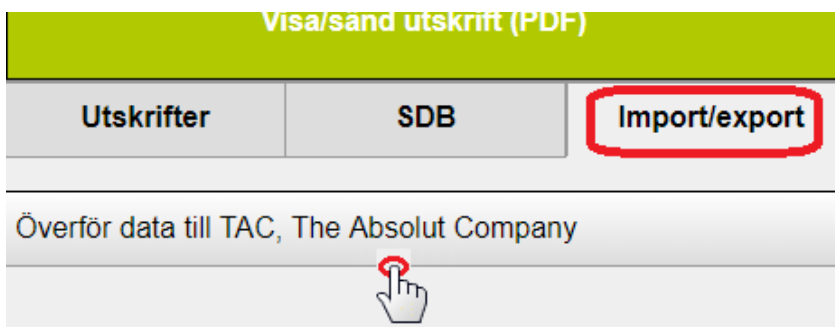 Visa/sänd utskrift (PDF)
Utskrifter SDB Import/export
Överför data till TAC, The Absolut Company